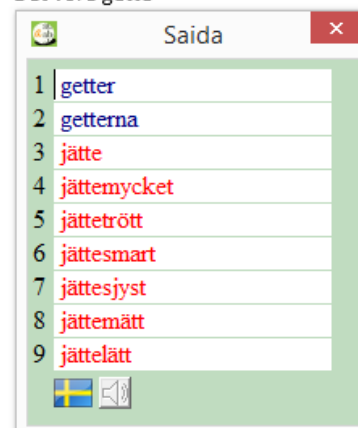 Saida
1 getter
2 getterna
3 jätte
4 jättemycket
5 jättetrött
6 jättesmart
7 jättesjyst
8 jättemätt
9 jättelätt